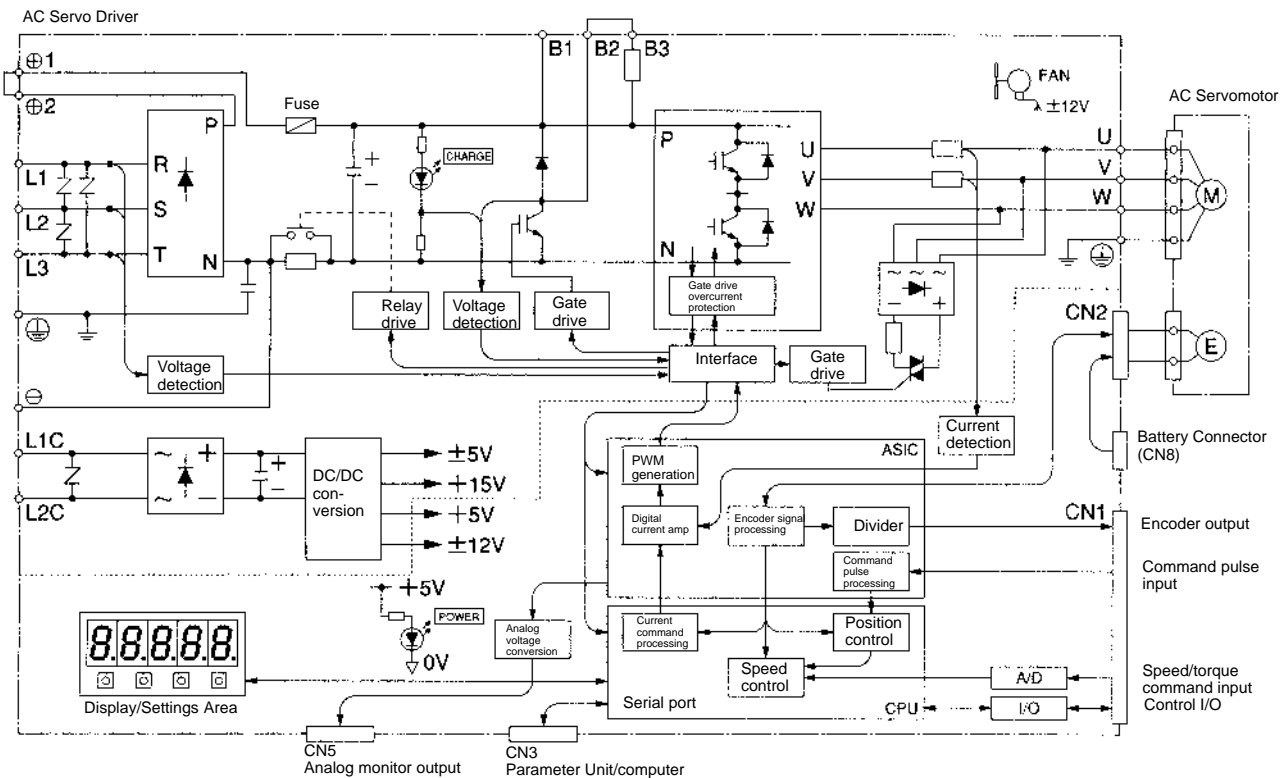 AC Servo Driver
B1 B2 B3
⊕1
⊕2
Fuse
FAN
±12V
AC Servomotor
P
R
S
T
N
L1
L2
L3
CHARGE
P
N
U
V
W
U
V
W
M
Relay
drive
Voltage
detection
Gate
drive
Gate drive
overcurrent
protection
~ ~ ~
− +
CN2
E
Voltage
detection
Interface
Gate
drive
⊖
Current
detection
Battery Connector
(CN8)
L1C
L2C
~ +
~ −
+
−
DC/DC
con-
version
±5V
+15V
+5V
±12V
ASIC
PWM
generation
Digital
current amp
Encoder signal
processing
Divider
CN1
Encoder output
Command
pulse
processing
Command pulse
input
+5V
POWER
0V
Analog
voltage
conversion
Current
command
processing
Position
control
Speed
control
Serial port
CPU
A/D
I/O
Speed/torque
command input
Control I/O
8.8.8.8.8.
Display/Settings Area
CN5
Analog monitor output
CN3
Parameter Unit/computer